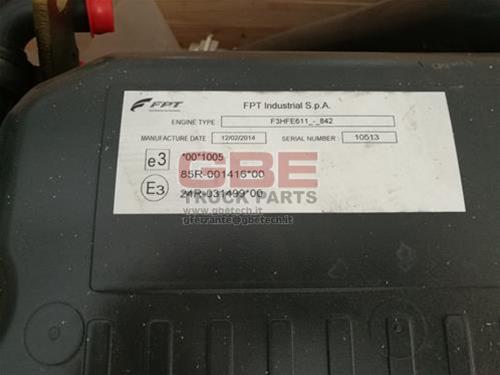 FPT
FPT Industrial S.p.A.
ENGINE TYPE F3HFE611_-_842
MANUFACTURE DATE 12/02/2014 SERIAL NUMBER 10513
e3 *00*1005
85R-001416*00
E3 24R-031499*00
GBE
TRUCK PARTS
www.gbetech.it
gferrante@gbetech.it